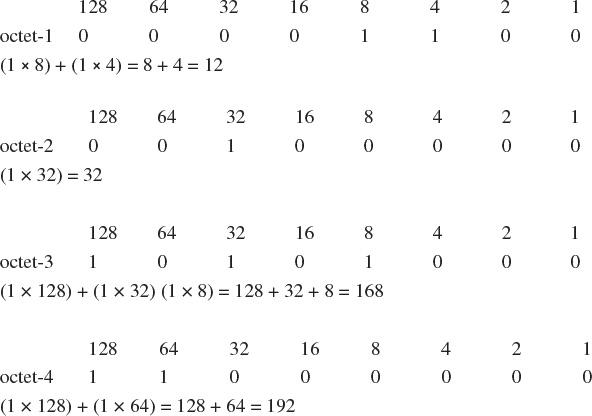 128 64 32 16 8 4 2 1
octet-1 0 0 0 0 1 1 0 0
(1 × 8) + (1 × 4) = 8 + 4 = 12
128 64 32 16 8 4 2 1
octet-2 0 0 1 0 0 0 0 0
(1 × 32) = 32
128 64 32 16 8 4 2 1
octet-3 1 0 1 0 1 0 0 0
(1 × 128) + (1 × 32) (1 × 8) = 128 + 32 + 8 = 168
128 64 32 16 8 4 2 1
octet-4 1 1 0 0 0 0 0 0
(1 × 128) + (1 × 64) = 128 + 64 = 192